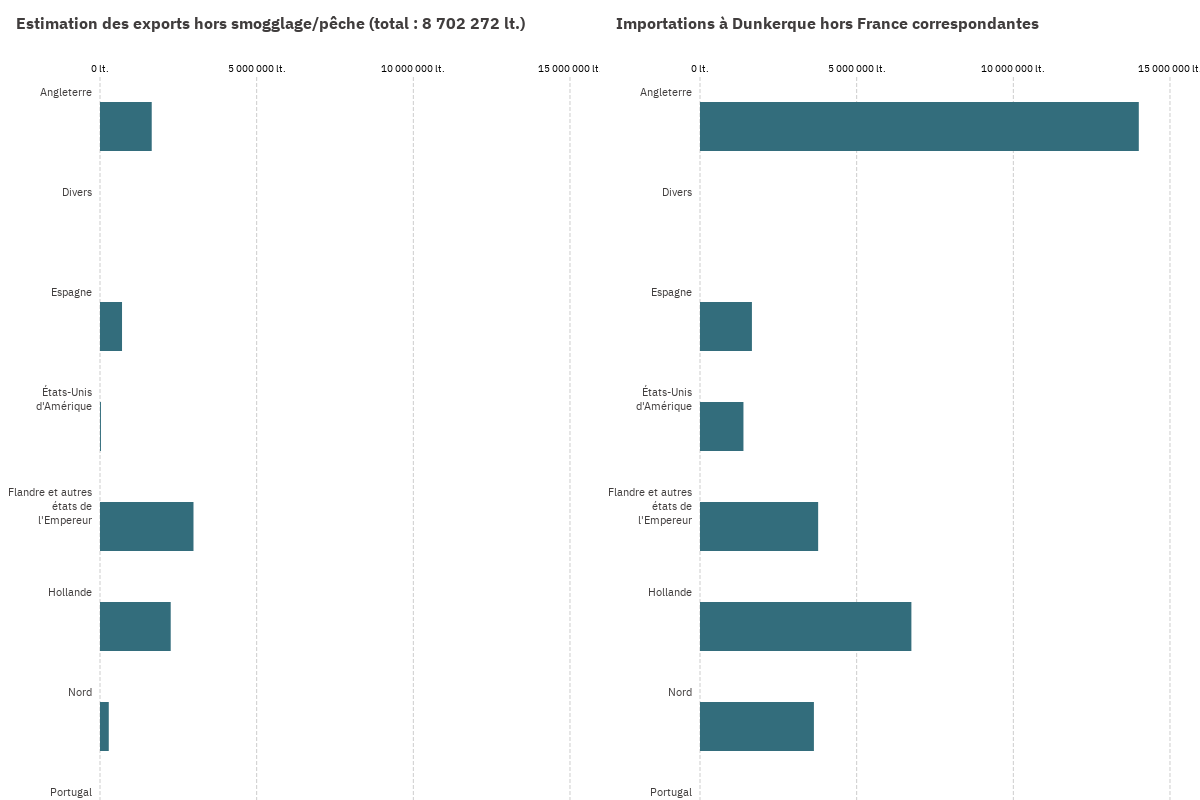 Estimation des exports hors smogglage/pêche (total : 8 702 272 lt.)
0 lt.
5 000 000 lt.
10 000 000 lt.
15 000 000 lt
Angleterre
Divers
Espagne
États-Unis
d'Amérique
Flandre et autres
états de
l'Empereur
Hollande
Nord
Portugal
Importations à Dunkerque hors France correspondantes
0 lt.
5 000 000 lt.
10 000 000 lt.
15 000 000 lt
Angleterre
Divers
Espagne
États-Unis
d'Amérique
Flandre et autres
états de
l'Empereur
Hollande
Nord
Portugal